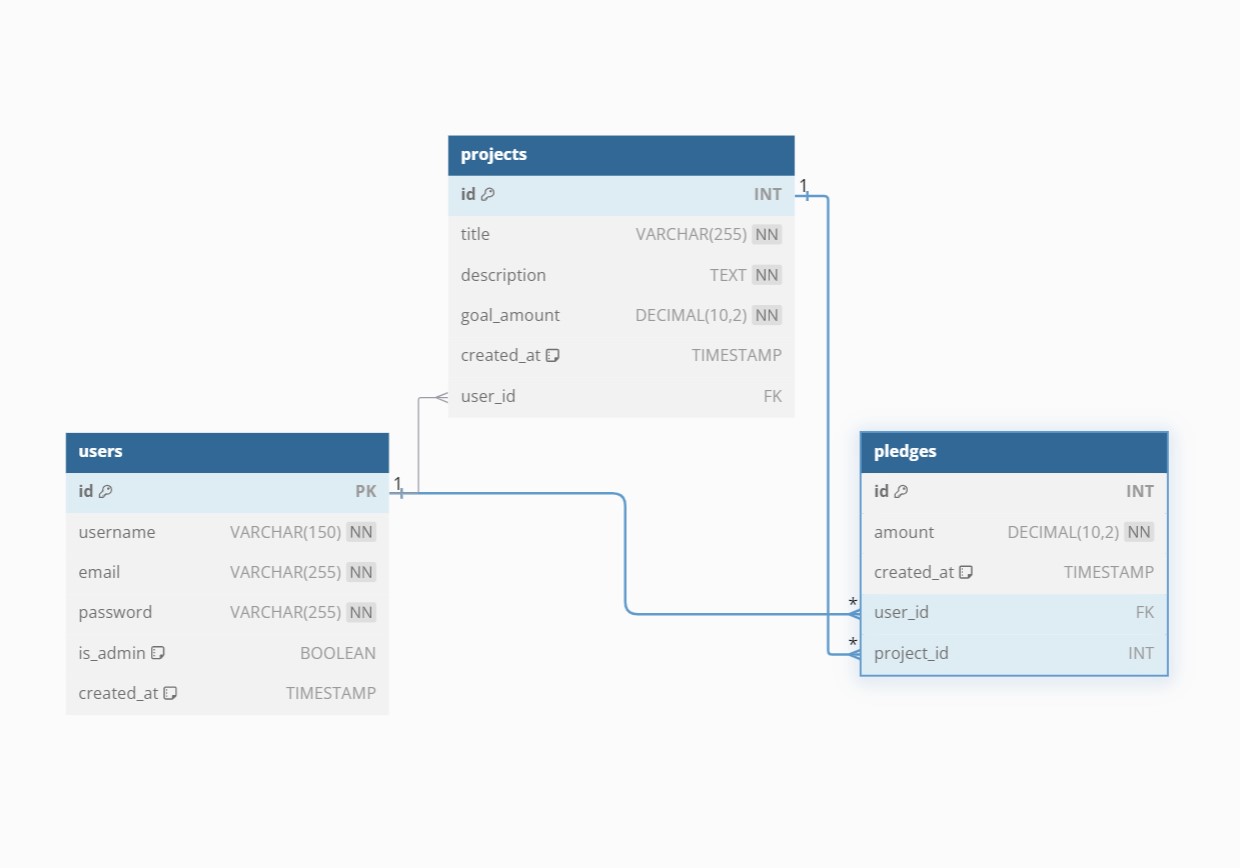 projects
id INT
1
title VARCHAR(255) NN
description TEXT NN
goal_amount DECIMAL(10,2) NN
created_at TIMESTAMP
user_id FK
users
id PK
1
username VARCHAR(150) NN
email VARCHAR(255) NN
password VARCHAR(255) NN
is_admin BOOLEAN
created_at TIMESTAMP
pledges
id INT
amount DECIMAL(10,2) NN
created_at TIMESTAMP
*
user_id FK
*
project_id INT